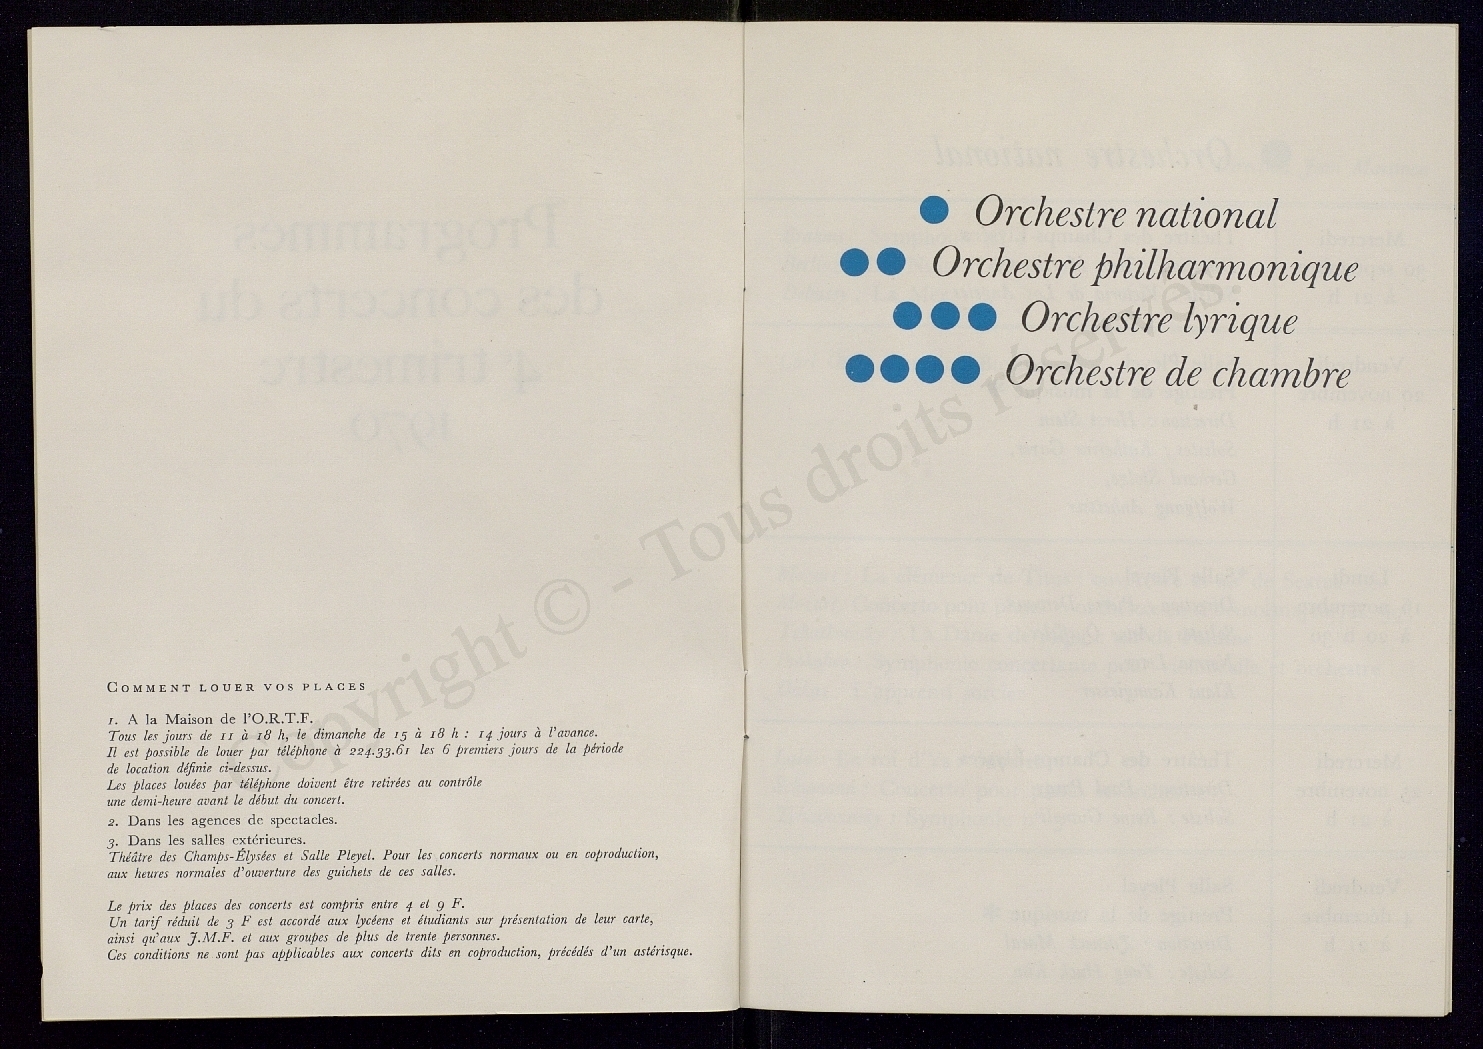 COMMENT LOUER VOS PLACES
1. A la Maison de l'O.R.T.F.
Tous les jours de 11 à 18 h, le dimanche de 15 à 18 h : 14 jours à l'avance.
Il est possible de louer par téléphone à 224.33.61 les 6 premiers jours de la période
de location définie ci-dessus.
Les places louées par téléphone doivent être retirées au contrôle
une demi-heure avant le début du concert.
2. Dans les agences de spectacles.
3. Dans les salles extérieures.
Théâtre des Champs-Élysées et Salle Pleyel. Pour les concerts normaux ou en coproduction,
aux heures normales d'ouverture des guichets de ces salles.
Le prix des places des concerts est compris entre 4 et 9 F.
Un tarif réduit de 3 F est accordé aux lycéens et étudiants sur présentation de leur carte,
ainsi qu'aux J.M.F. et aux groupes de plus de trente personnes.
Ces conditions ne sont pas applicables aux concerts dits en coproduction, précédés d'un astérisque.
Orchestre national
Orchestre philharmonique
Orchestre lyrique
Orchestre de chambre
Copyright © - Tous droits réservés.